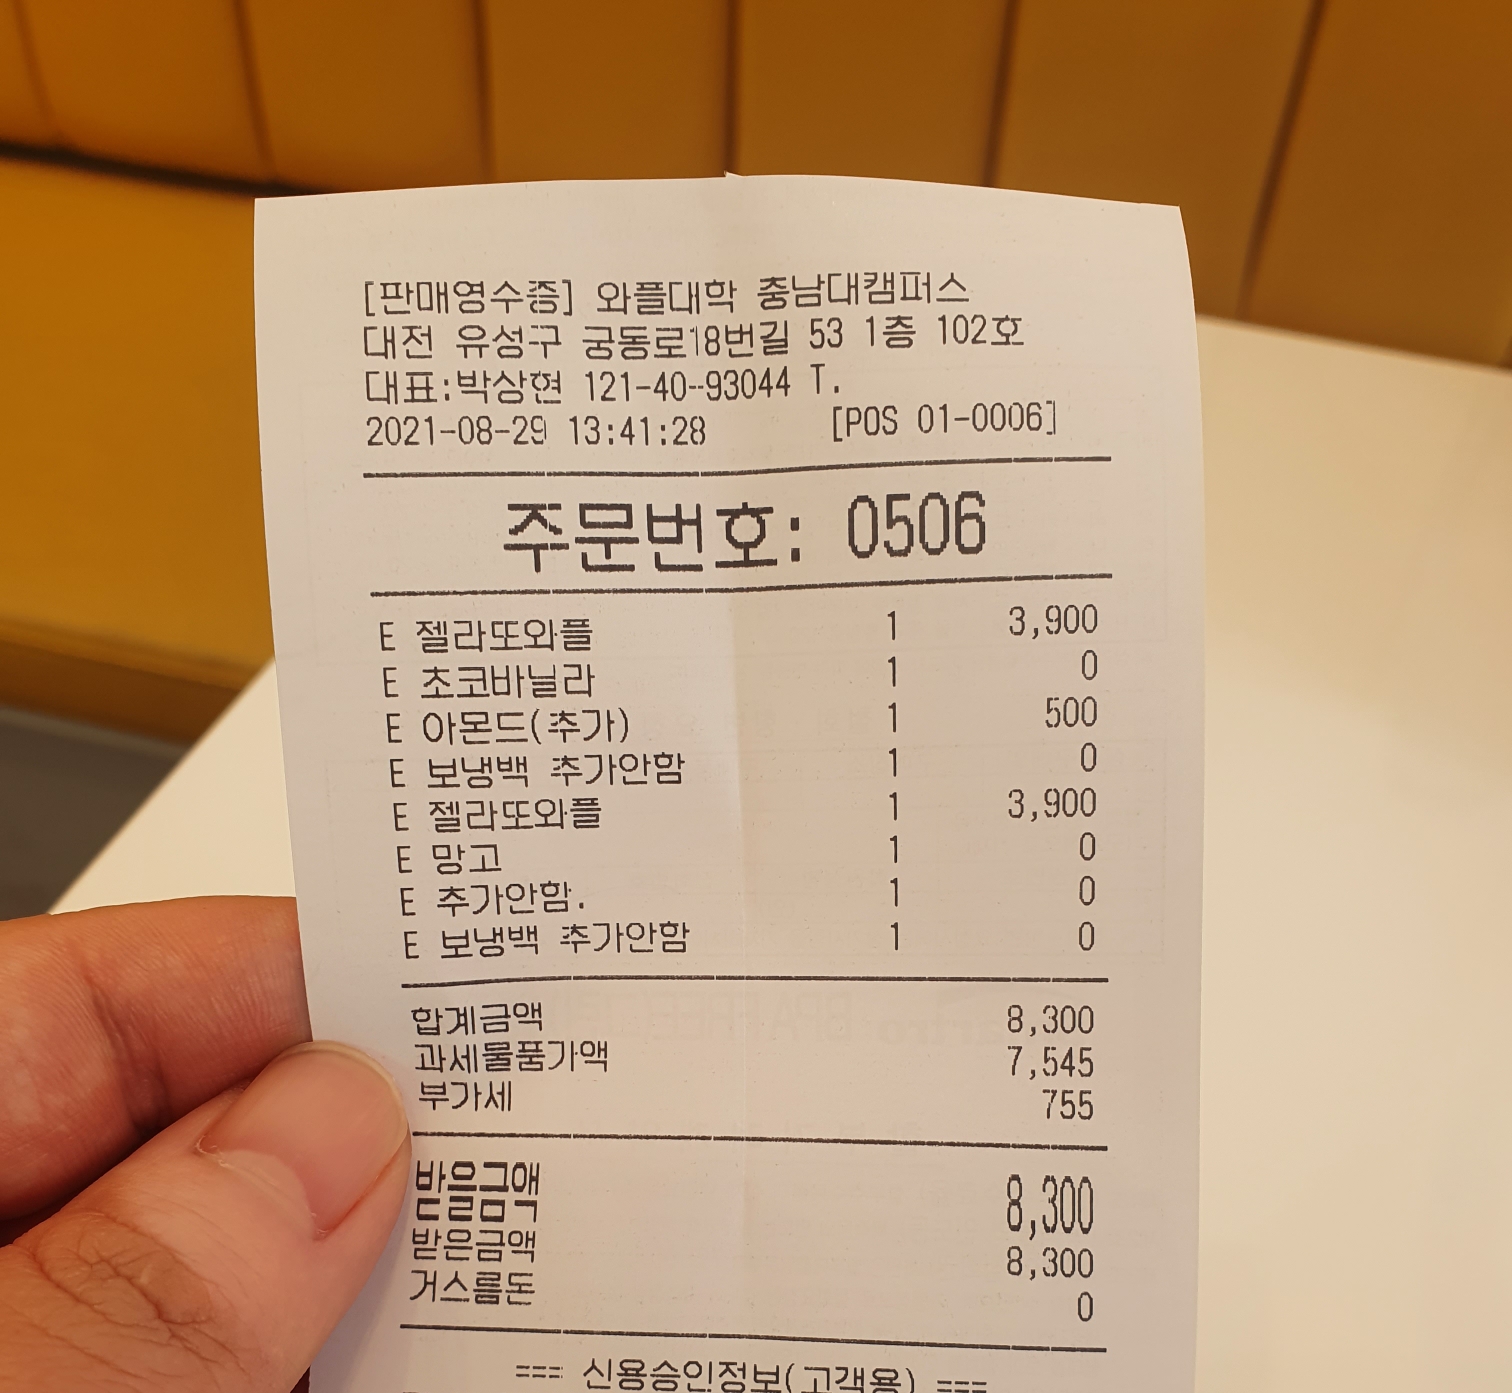 [판매영수증] 와플대학 충남대캠퍼스
대전 유성구 궁동로18번길 53 1층 102호
대표:박상현 121-40-93044 T.
2021-08-29 13:41:28 [POS 01-0006]
주문번호: 0506
E 젤라또와플 1 3,900
E 초코바닐라 1 0
E 아몬드(추가) 1 500
E 보냉백 추가안함 1 0
E 젤라또와플 1 3,900
E 망고 1 0
E 추가안함. 1 0
E 보냉백 추가안함 1 0
합계금액 8,300
과세물품가액 7,545
부가세 755
받을금액 8,300
받은금액 8,300
거스름돈 0
=== 신용승인정보(고객용) ===